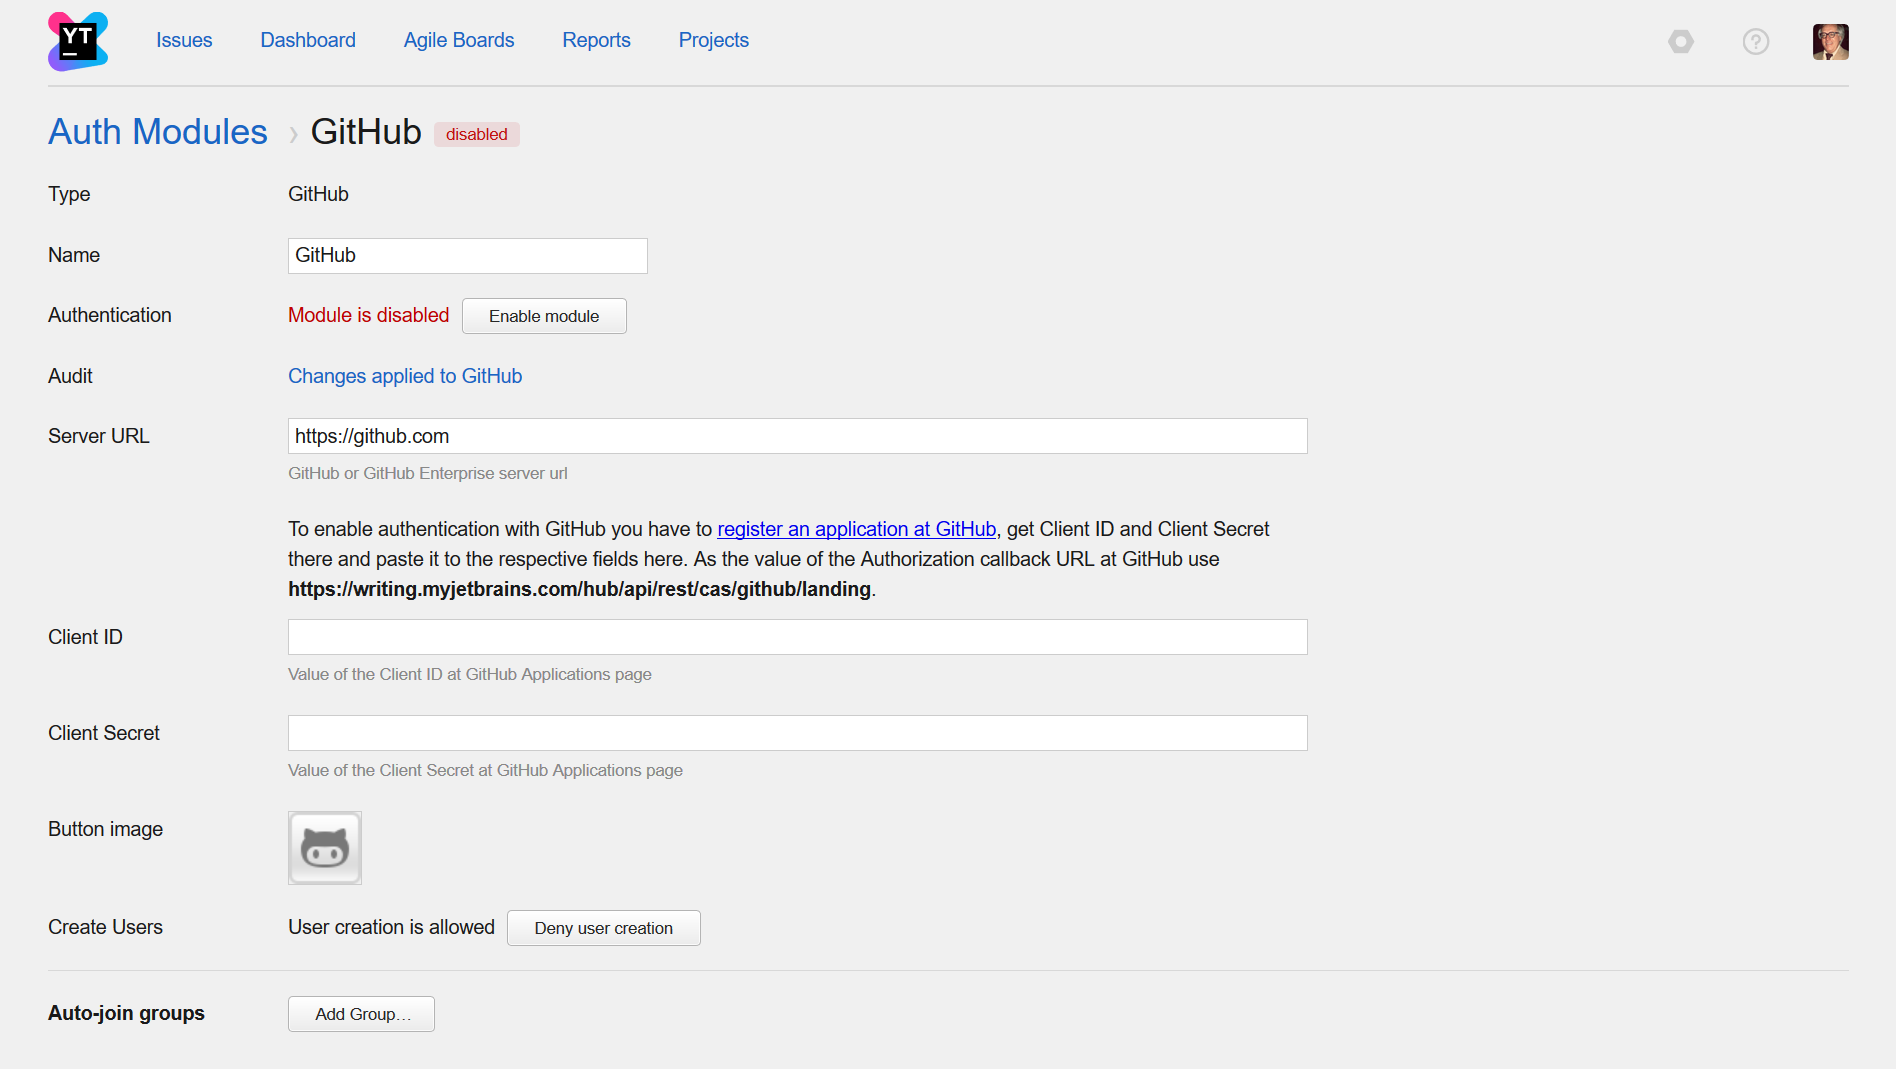 YT
Issues Dashboard Agile Boards Reports Projects
?
Auth Modules › GitHub disabled
Type GitHub
Name GitHub
Authentication Module is disabled Enable module
Audit Changes applied to GitHub
Server URL https://github.com
GitHub or GitHub Enterprise server url
To enable authentication with GitHub you have to register an application at GitHub, get Client ID and Client Secret
there and paste it to the respective fields here. As the value of the Authorization callback URL at GitHub use
https://writing.myjetbrains.com/hub/api/rest/cas/github/landing.
Client ID
Value of the Client ID at GitHub Applications page
Client Secret
Value of the Client Secret at GitHub Applications page
Button image
Create Users User creation is allowed Deny user creation
Auto-join groups Add Group…